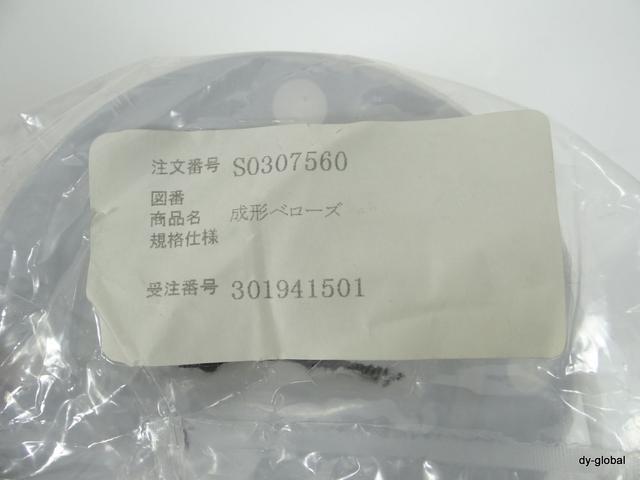 注文番号 S0307560
図番
商品名 成形ベローズ
規格仕様
受注番号 301941501
dy-global